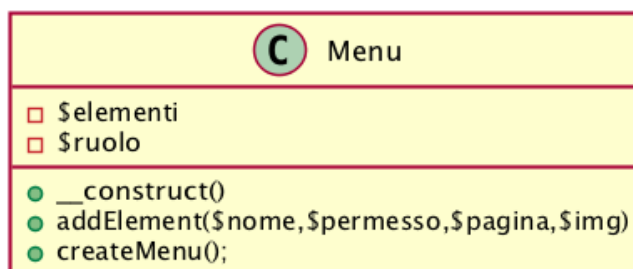 C Menu
$elementi
$ruolo
__construct()
addElement($nome,$permesso,$pagina,$img)
createMenu();